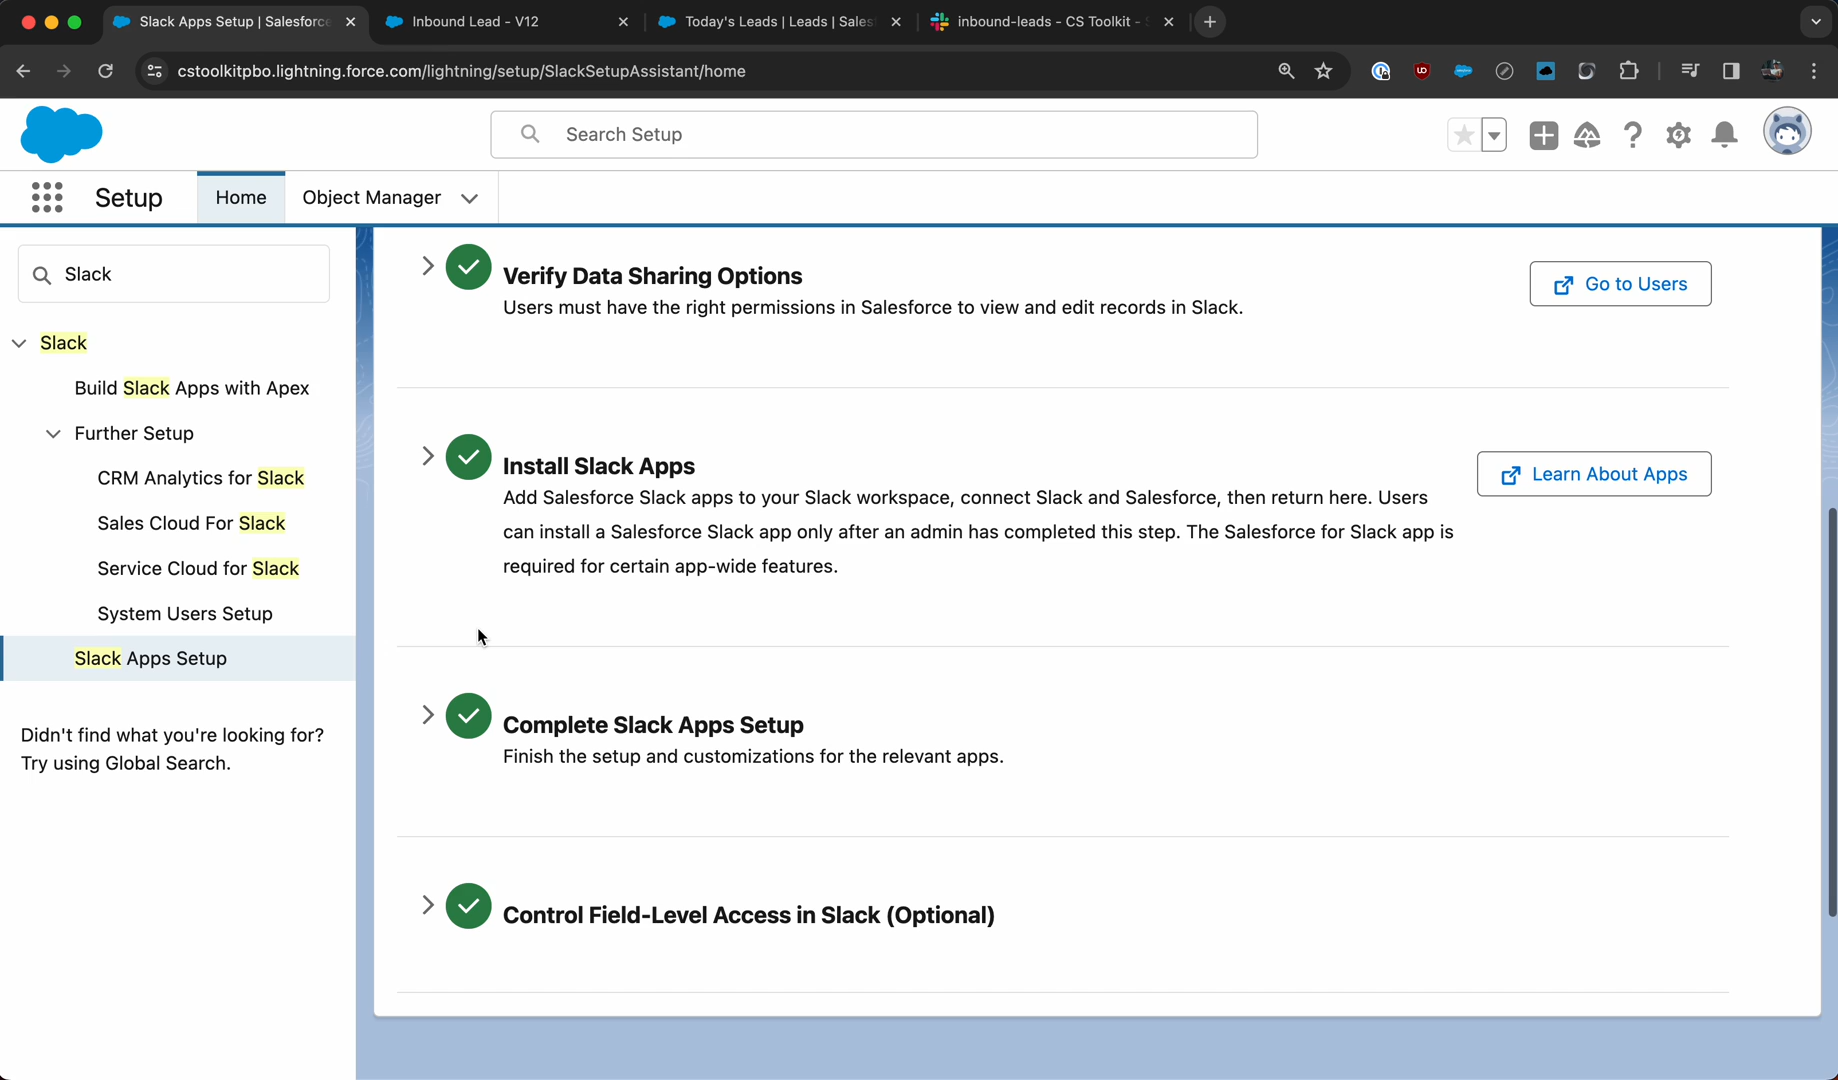 Slack Apps Setup | Salesforce
Inbound Lead - V12
Today's Leads | Leads | Sales
inbound-leads - CS Toolkit - S
cstoolkitpbo.lightning.force.com/lightning/setup/SlackSetupAssistant/home
Search Setup
Setup
Home
Object Manager
Slack
Slack
Build Slack Apps with Apex
Further Setup
CRM Analytics for Slack
Sales Cloud For Slack
Service Cloud for Slack
System Users Setup
Slack Apps Setup
Didn't find what you're looking for?
Try using Global Search.
Verify Data Sharing Options
Users must have the right permissions in Salesforce to view and edit records in Slack.
Go to Users
Install Slack Apps
Add Salesforce Slack apps to your Slack workspace, connect Slack and Salesforce, then return here. Users
can install a Salesforce Slack app only after an admin has completed this step. The Salesforce for Slack app is
required for certain app-wide features.
Learn About Apps
Complete Slack Apps Setup
Finish the setup and customizations for the relevant apps.
Control Field-Level Access in Slack (Optional)